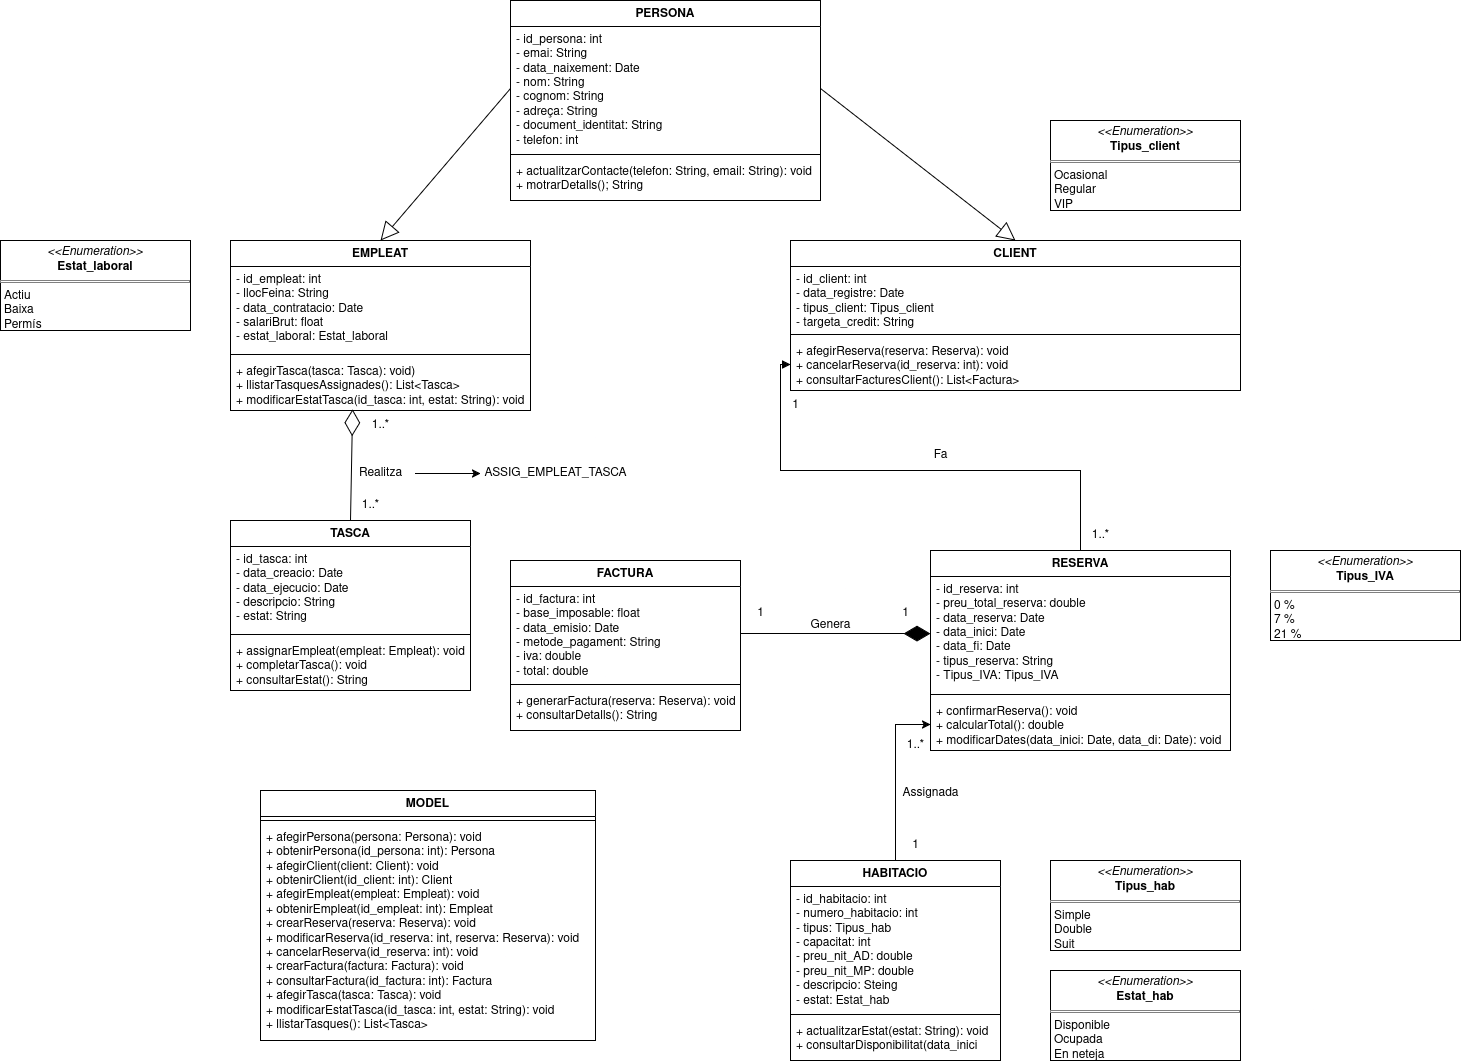 PERSONA
- id_persona: int
- emai: String
- data_naixement: Date
- nom: String
- cognom: String
- adreça: String
- document_identitat: String
- telefon: int
+ actualitzarContacte(telefon: String, email: String): void
+ motrarDetalls(); String
<<Enumeration>>
Tipus_client
Ocasional
Regular
VIP
<<Enumeration>>
Estat_laboral
Actiu
Baixa
Permís
EMPLEAT
- id_empleat: int
- llocFeina: String
- data_contratacio: Date
- salariBrut: float
- estat_laboral: Estat_laboral
+ afegirTasca(tasca: Tasca): void)
+ llistarTasquesAssignades(): List<Tasca>
+ modificarEstatTasca(id_tasca: int, estat: String): void
CLIENT
- id_client: int
- data_registre: Date
- tipus_client: Tipus_client
- targeta_credit: String
+ afegirReserva(reserva: Reserva): void
+ cancelarReserva(id_reserva: int): void
+ consultarFacturesClient(): List<Factura>
1..*
Realitza
ASSIG_EMPLEAT_TASCA
1..*
1
Fa
1..*
TASCA
- id_tasca: int
- data_creacio: Date
- data_ejecucio: Date
- descripcio: String
- estat: String
+ assignarEmpleat(empleat: Empleat): void
+ completarTasca(): void
+ consultarEstat(): String
FACTURA
- id_factura: int
- base_imposable: float
- data_emisio: Date
- metode_pagament: String
- iva: double
- total: double
+ generarFactura(reserva: Reserva): void
+ consultarDetalls(): String
1
Genera
1
RESERVA
- id_reserva: int
- preu_total_reserva: double
- data_reserva: Date
- data_inici: Date
- data_fi: Date
- tipus_reserva: String
- Tipus_IVA: Tipus_IVA
+ confirmarReserva(): void
+ calcularTotal(): double
+ modificarDates(data_inici: Date, data_di: Date): void
<<Enumeration>>
Tipus_IVA
0 %
7 %
21 %
1..*
Assignada
1
MODEL
+ afegirPersona(persona: Persona): void
+ obtenirPersona(id_persona: int): Persona
+ afegirClient(client: Client): void
+ obtenirClient(id_client: int): Client
+ afegirEmpleat(empleat: Empleat): void
+ obtenirEmpleat(id_empleat: int): Empleat
+ crearReserva(reserva: Reserva): void
+ modificarReserva(id_reserva: int, reserva: Reserva): void
+ cancelarReserva(id_reserva: int): void
+ crearFactura(factura: Factura): void
+ consultarFactura(id_factura: int): Factura
+ afegirTasca(tasca: Tasca): void
+ modificarEstatTasca(id_tasca: int, estat: String): void
+ llistarTasques(): List<Tasca>
HABITACIO
- id_habitacio: int
- numero_habitacio: int
- tipus: Tipus_hab
- capacitat: int
- preu_nit_AD: double
- preu_nit_MP: double
- descripcio: Steing
- estat: Estat_hab
+ actualitzarEstat(estat: String): void
+ consultarDisponibilitat(data_inici
<<Enumeration>>
Tipus_hab
Simple
Double
Suit
<<Enumeration>>
Estat_hab
Disponible
Ocupada
En neteja